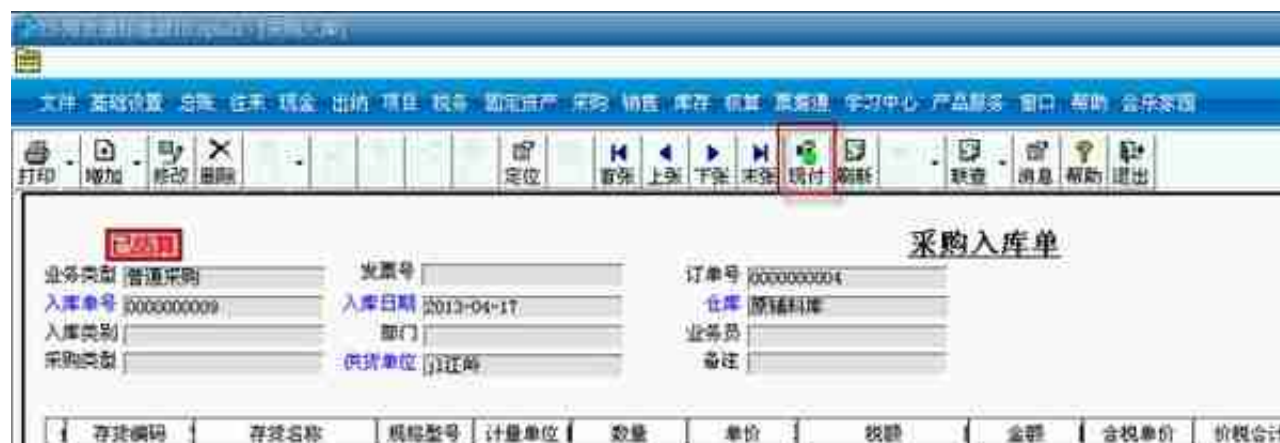 文件 基础设置 总账 往来 现金 出纳 项目 税务 固定资产 采购 销售 库存 核算 票据通 学习中心 产品服务 窗口 帮助 会乐家园
打印 增加 修改 删除 定位 首张 上张 下张 末张 现付 刷新 联查 消息 帮助 退出
采购入库单
已结算
业务类型 普通采购 发票号 订单号 0000000004
入库单号 0000000009 入库日期 2013-04-17 仓库 原辅料库
入库类别 部门 业务员
采购类型 供货单位 备注
存货编码 存货名称 规格型号 计量单位 数量 单价 税额 金额 含税单价 价税合计